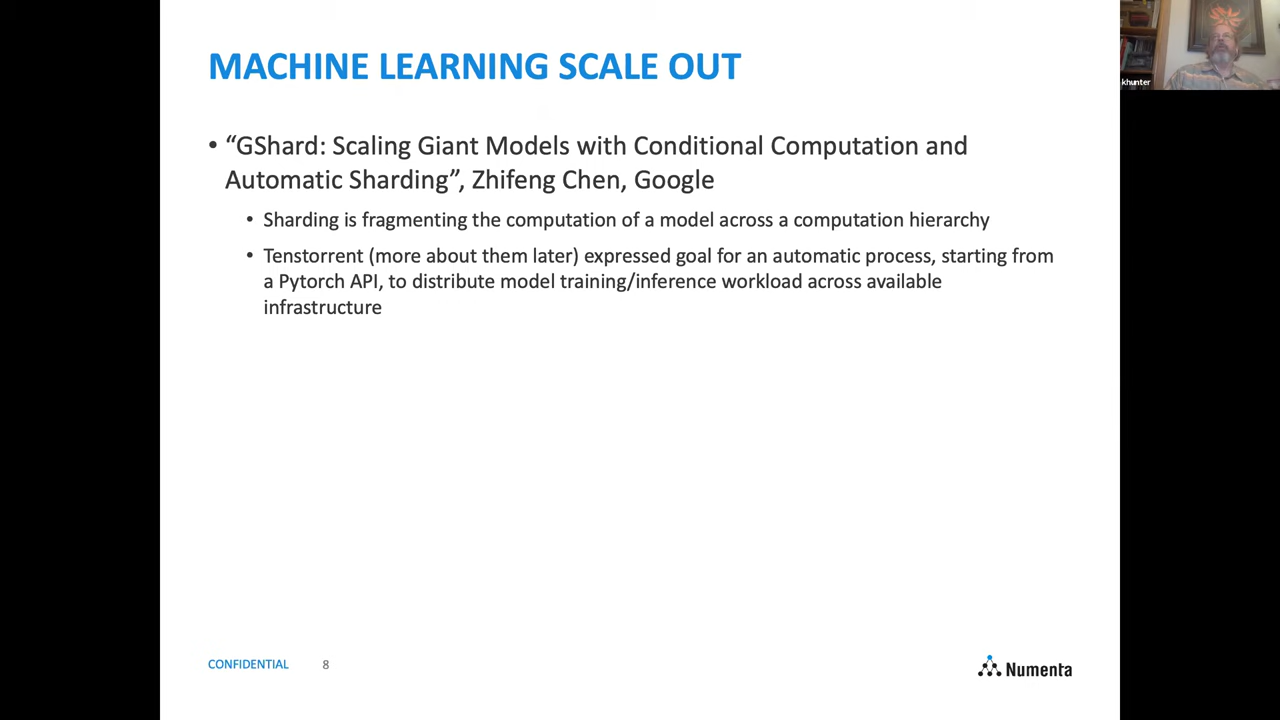 MACHINE LEARNING SCALE OUT
• “GShard: Scaling Giant Models with Conditional Computation and
Automatic Sharding”, Zhifeng Chen, Google
• Sharding is fragmenting the computation of a model across a computation hierarchy
• Tenstorrent (more about them later) expressed goal for an automatic process, starting from
a Pytorch API, to distribute model training/inference workload across available
infrastructure
CONFIDENTIAL 8
Numenta
khunter